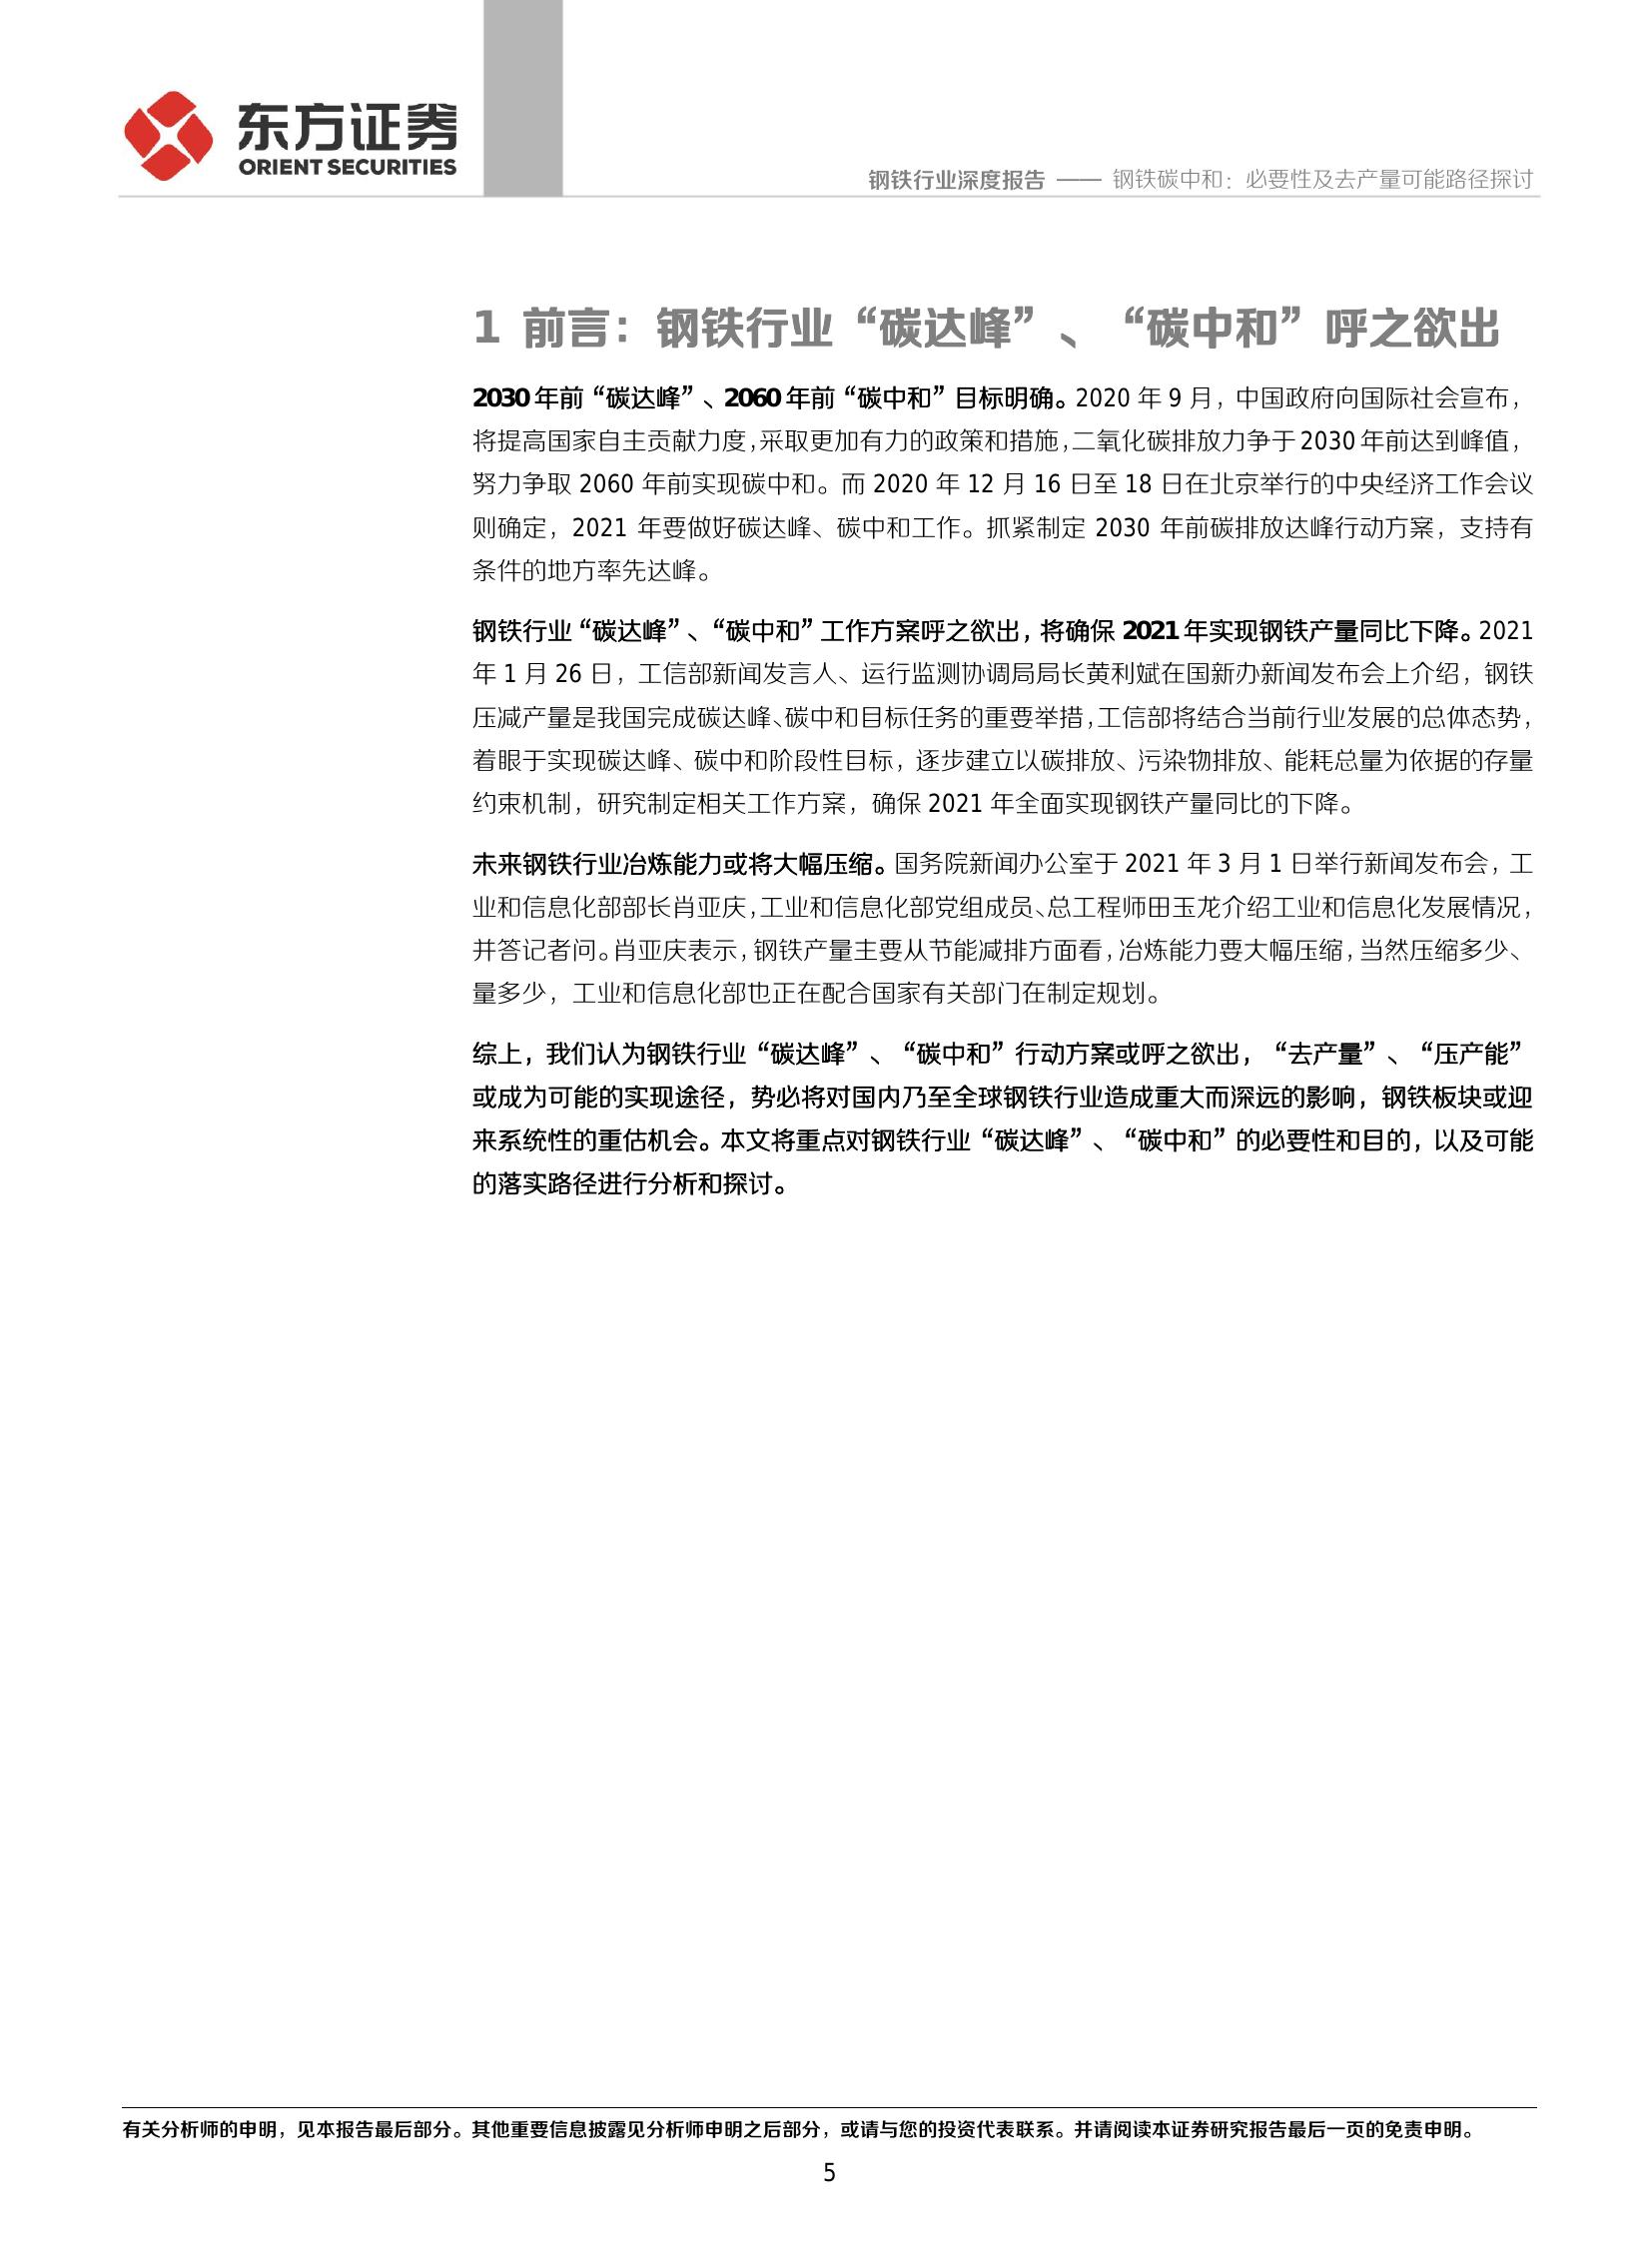 东方证券
ORIENT SECURITIES
钢铁行业深度报告 —— 钢铁碳中和：必要性及去产量可能路径探讨
1 前言：钢铁行业“碳达峰”、“碳中和”呼之欲出
2030 年前“碳达峰”、2060 年前“碳中和”目标明确。2020 年 9 月，中国政府向国际社会宣布，
将提高国家自主贡献力度，采取更加有力的政策和措施，二氧化碳排放力争于 2030 年前达到峰值，
努力争取 2060 年前实现碳中和。而 2020 年 12 月 16 日至 18 日在北京举行的中央经济工作会议
则确定，2021 年要做好碳达峰、碳中和工作。抓紧制定 2030 年前碳排放达峰行动方案，支持有
条件的地方率先达峰。
钢铁行业“碳达峰”、“碳中和”工作方案呼之欲出，将确保 2021 年实现钢铁产量同比下降。2021
年 1 月 26 日，工信部新闻发言人、运行监测协调局局长黄利斌在国新办新闻发布会上介绍，钢铁
压减产量是我国完成碳达峰、碳中和目标任务的重要举措，工信部将结合当前行业发展的总体态势，
着眼于实现碳达峰、碳中和阶段性目标，逐步建立以碳排放、污染物排放、能耗总量为依据的存量
约束机制，研究制定相关工作方案，确保 2021 年全面实现钢铁产量同比的下降。
未来钢铁行业冶炼能力或将大幅压缩。国务院新闻办公室于 2021 年 3 月 1 日举行新闻发布会，工
业和信息化部部长肖亚庆，工业和信息化部党组成员、总工程师田玉龙介绍工业和信息化发展情况，
并答记者问。肖亚庆表示，钢铁产量主要从节能减排方面看，冶炼能力要大幅压缩，当然压缩多少、
量多少，工业和信息化部也正在配合国家有关部门在制定规划。
综上，我们认为钢铁行业“碳达峰”、“碳中和”行动方案或呼之欲出，“去产量”、“压产能”
或成为可能的实现途径，势必将对国内乃至全球钢铁行业造成重大而深远的影响，钢铁板块或迎
来系统性的重估机会。本文将重点对钢铁行业“碳达峰”、“碳中和”的必要性和目的，以及可能
的落实路径进行分析和探讨。
有关分析师的申明，见本报告最后部分。其他重要信息披露见分析师申明之后部分，或请与您的投资代表联系。并请阅读本证券研究报告最后一页的免责申明。
5